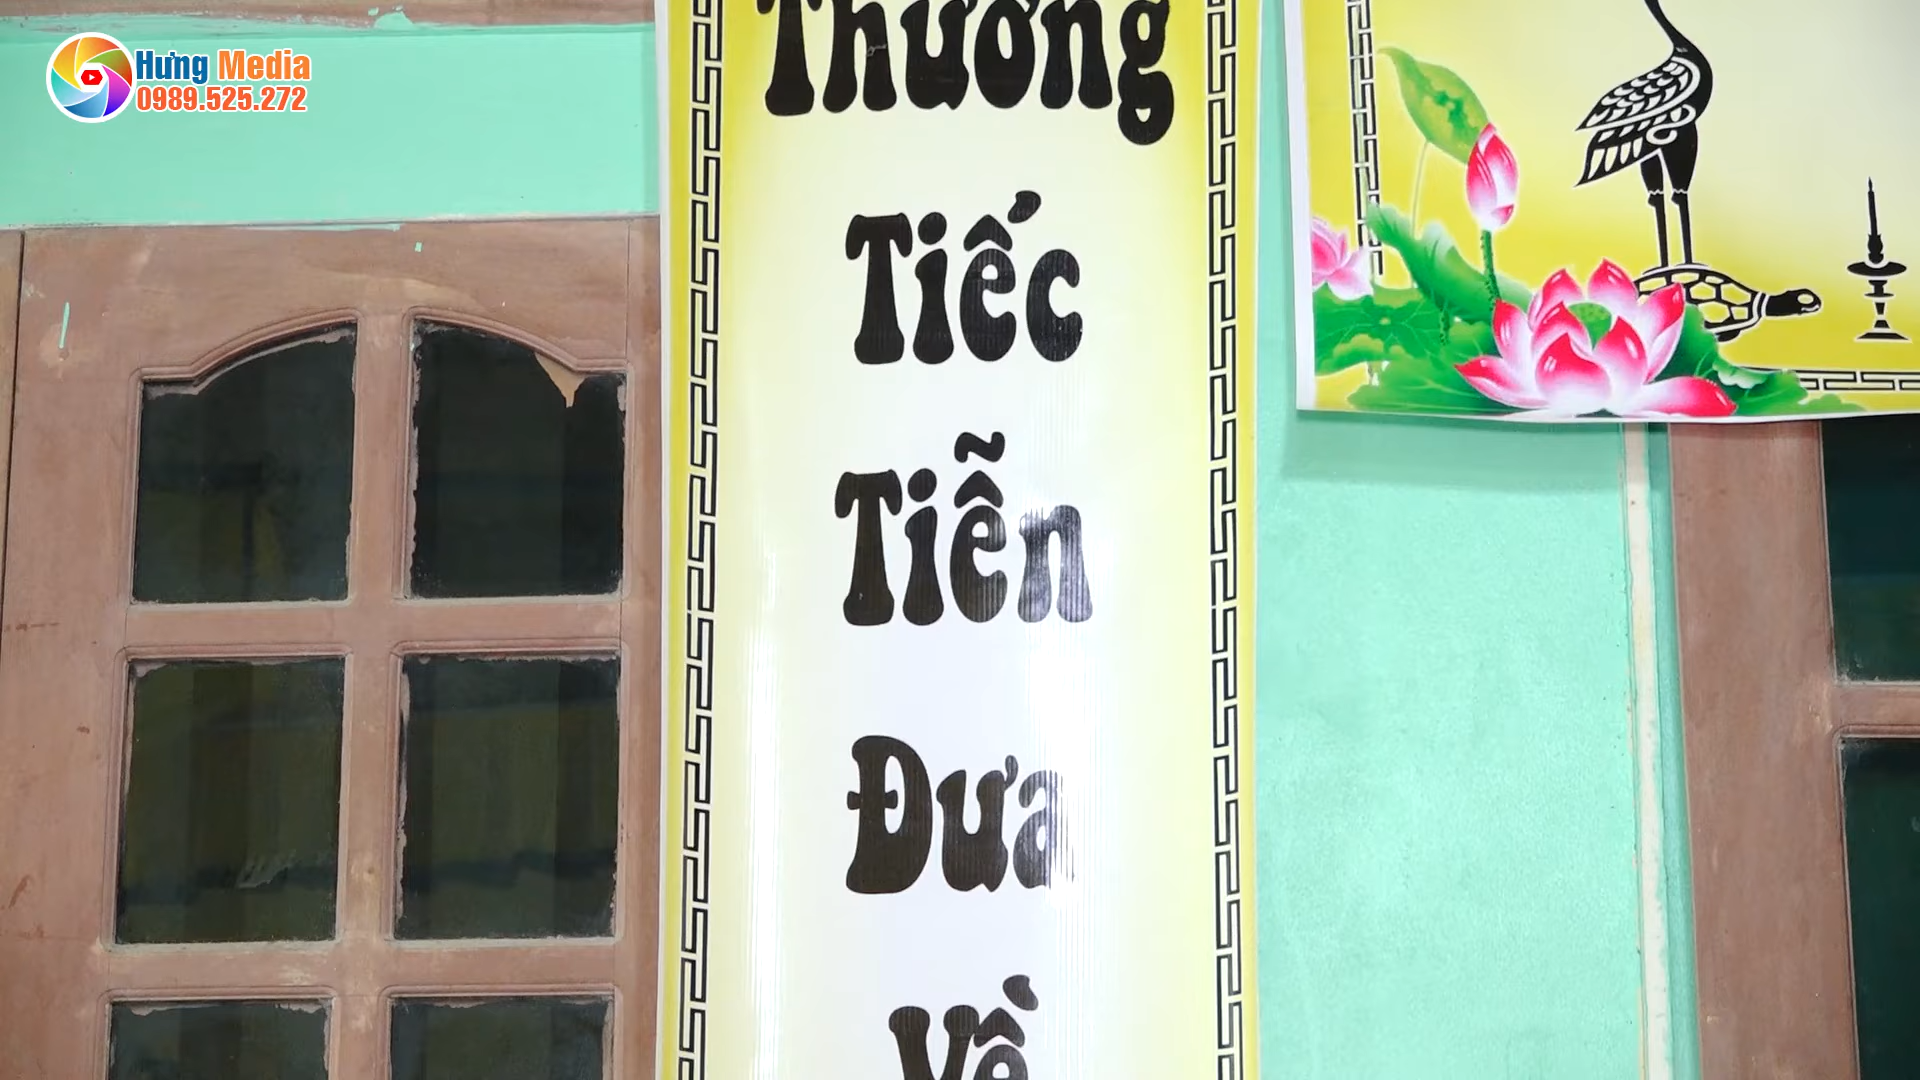 Hưng Media
0989.525.272
Thương
Tiếc
Tiễn
Đưa
Về